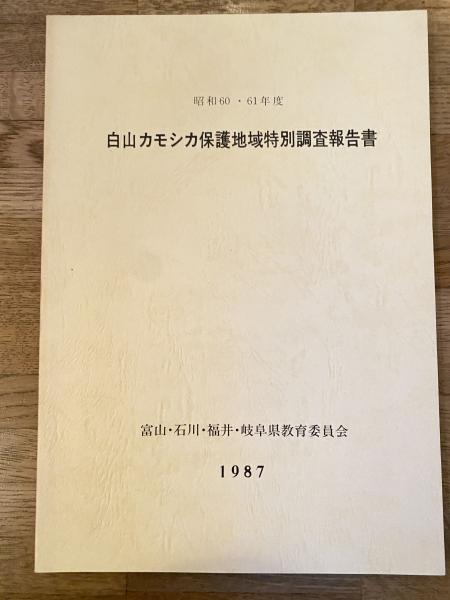 昭和60・61年度
白山カモシカ保護地域特別調査報告書
富山・石川・福井・岐阜県教育委員会
1987